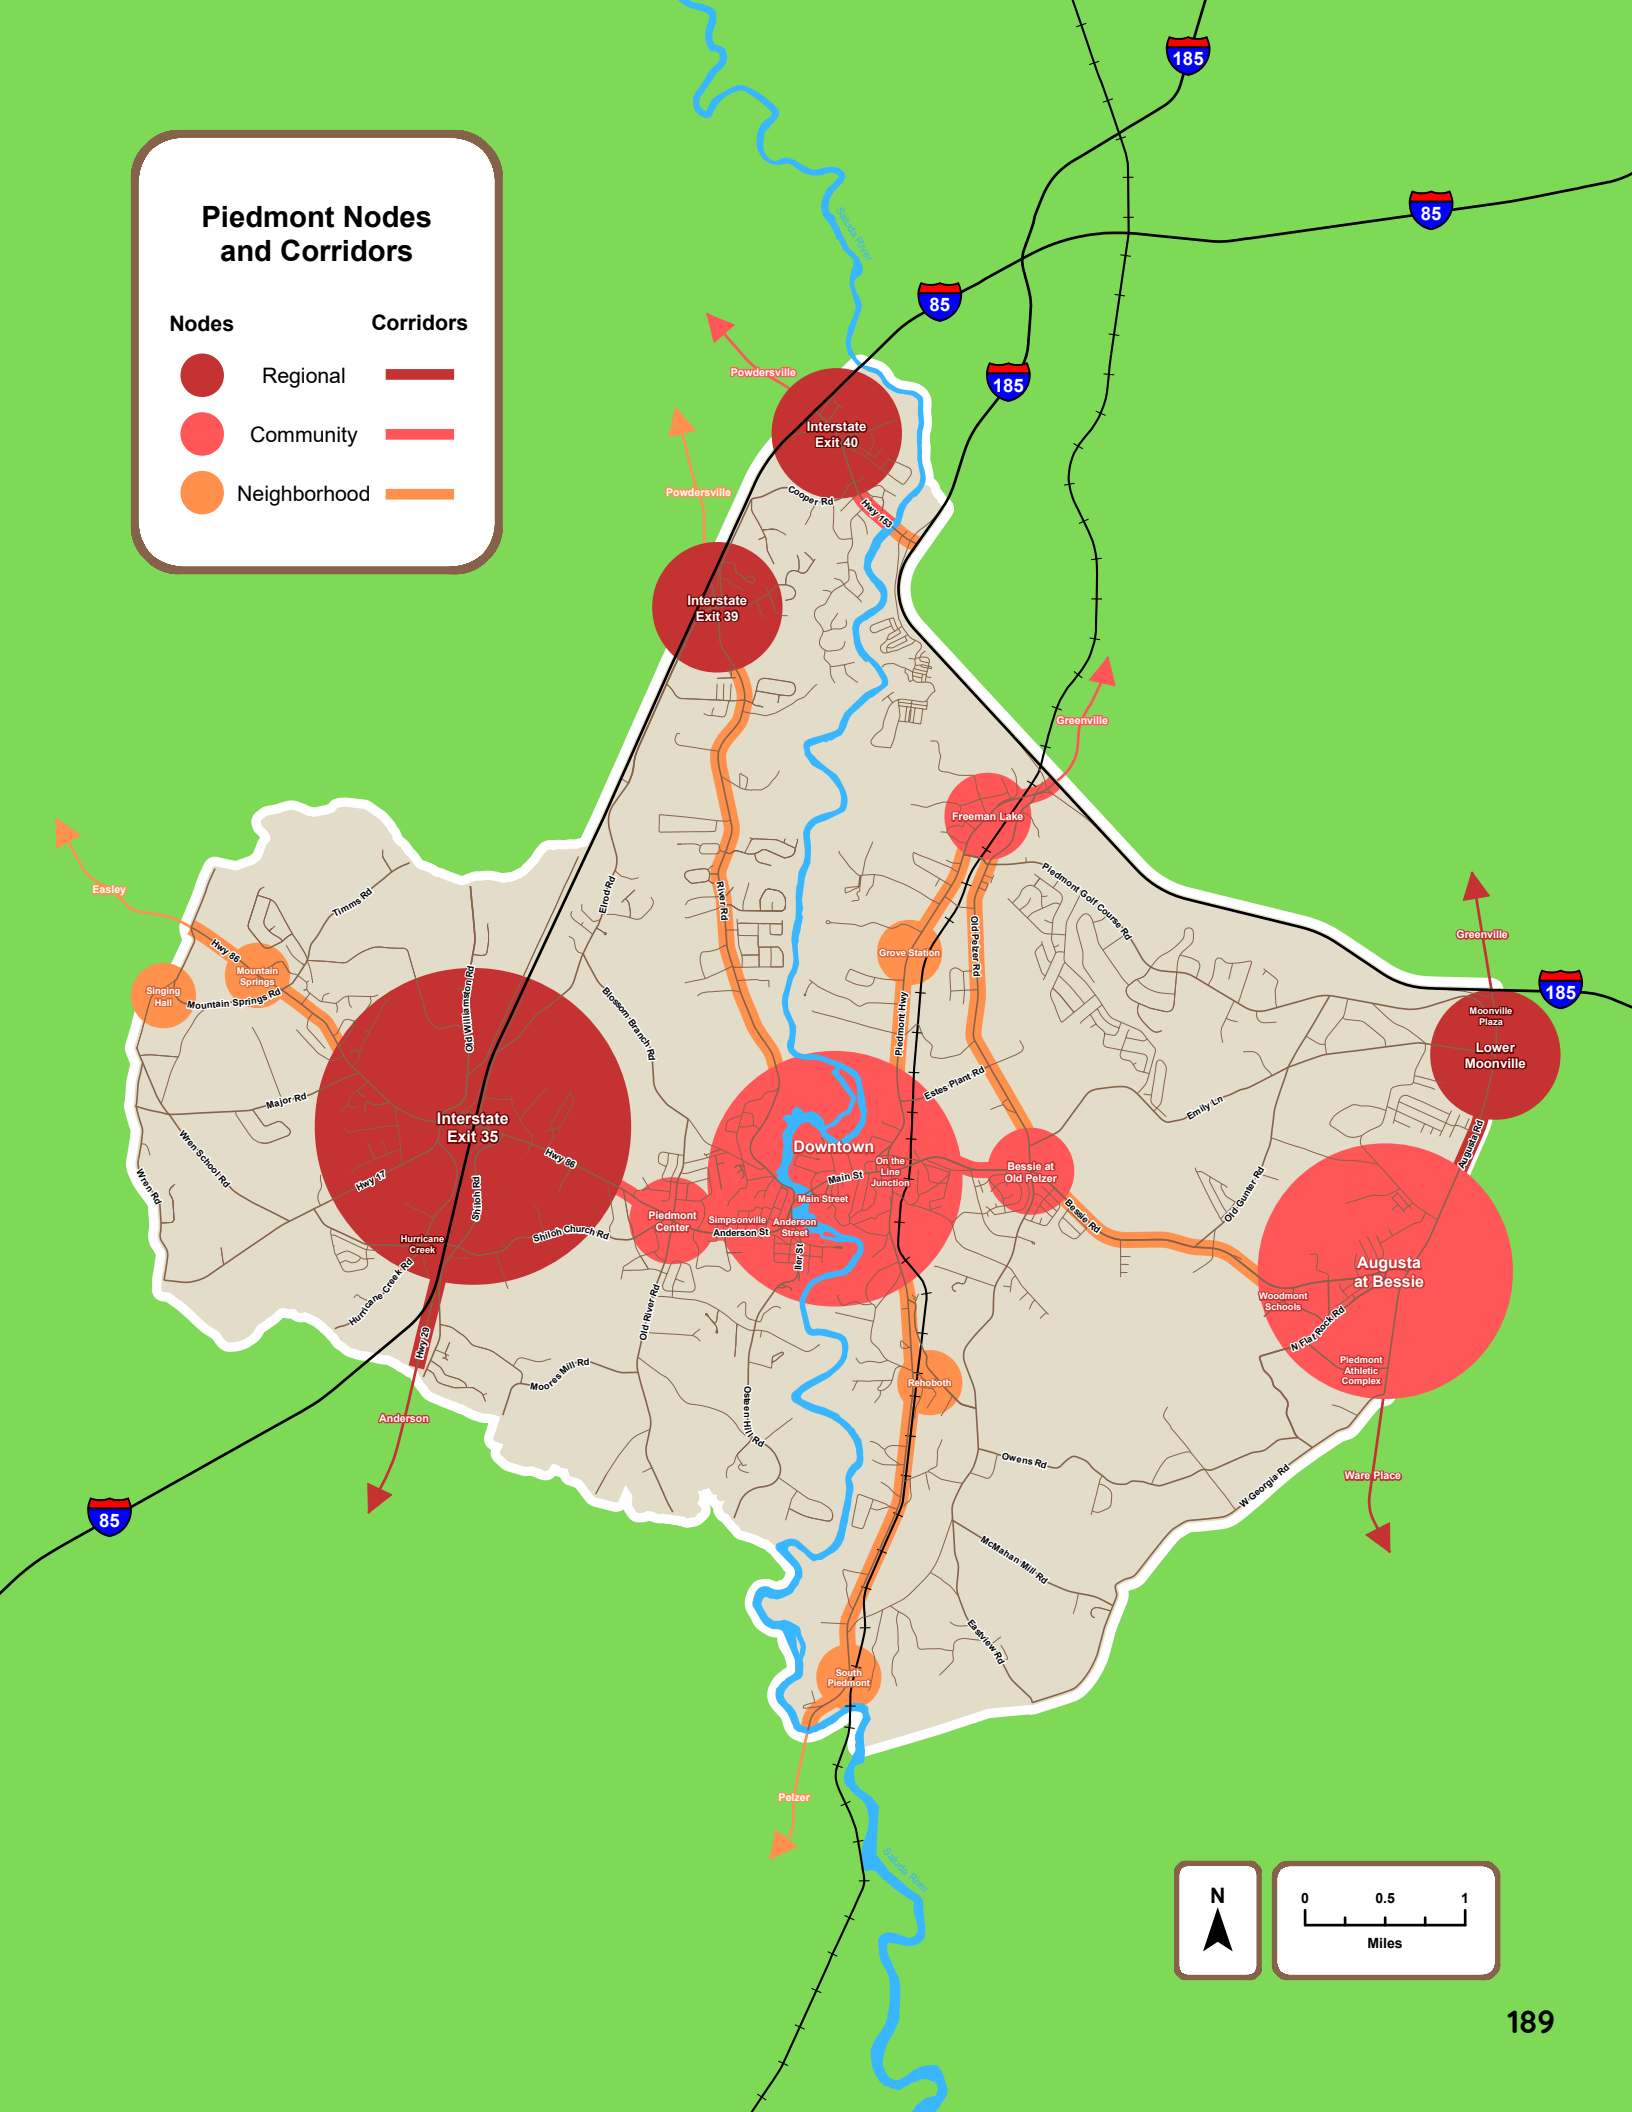 185
85
Saluda River
85
Piedmont Nodes
and Corridors
Nodes
Corridors
Regional
Community
Neighborhood
Powdersville
185
Interstate
Exit 40
Powdersville
Cooper Rd
Hwy 153
Interstate
Exit 39
Greenville
Freeman Lake
Easley
Timms Rd
Elrod Rd
River Rd
Piedmont Golf Course Rd
Old Pelzer Rd
Greenville
Hwy 86
Mountain
Springs
Singing
Hall
Mountain Springs Rd
Old Williamston Rd
Grove Station
185
Blossom Branch Rd
Piedmont Hwy
Moonville
Plaza
Lower
Moonville
Estes Plant Rd
Major Rd
Emily Ln
Interstate
Exit 35
Downtown
Wren School Rd
Wren Rd
Hwy 86
Hwy 17
Shiloh Rd
On the
Line
Junction
Main St
Bessie at
Old Pelzer
Augusta Rd
Old Gunter Rd
Main Street
Piedmont
Center
Simpsonville
Anderson St
Anderson
Street
Bessie Rd
Shiloh Church Rd
Hurricane
Creek
ller St
Augusta
at Bessie
Hurricane Creek Rd
Woodmont
Schools
Old River Rd
N Flat Rock Rd
Hwy 29
Moores Mill Rd
Piedmont
Athletic
Complex
Rehoboth
Anderson
Osteen Hill Rd
Owens Rd
W Georgia Rd
Ware Place
85
McMahan Mill Rd
Eastview Rd
South
Piedmont
Pelzer
Saluda River
N
0 0.5 1
Miles
189